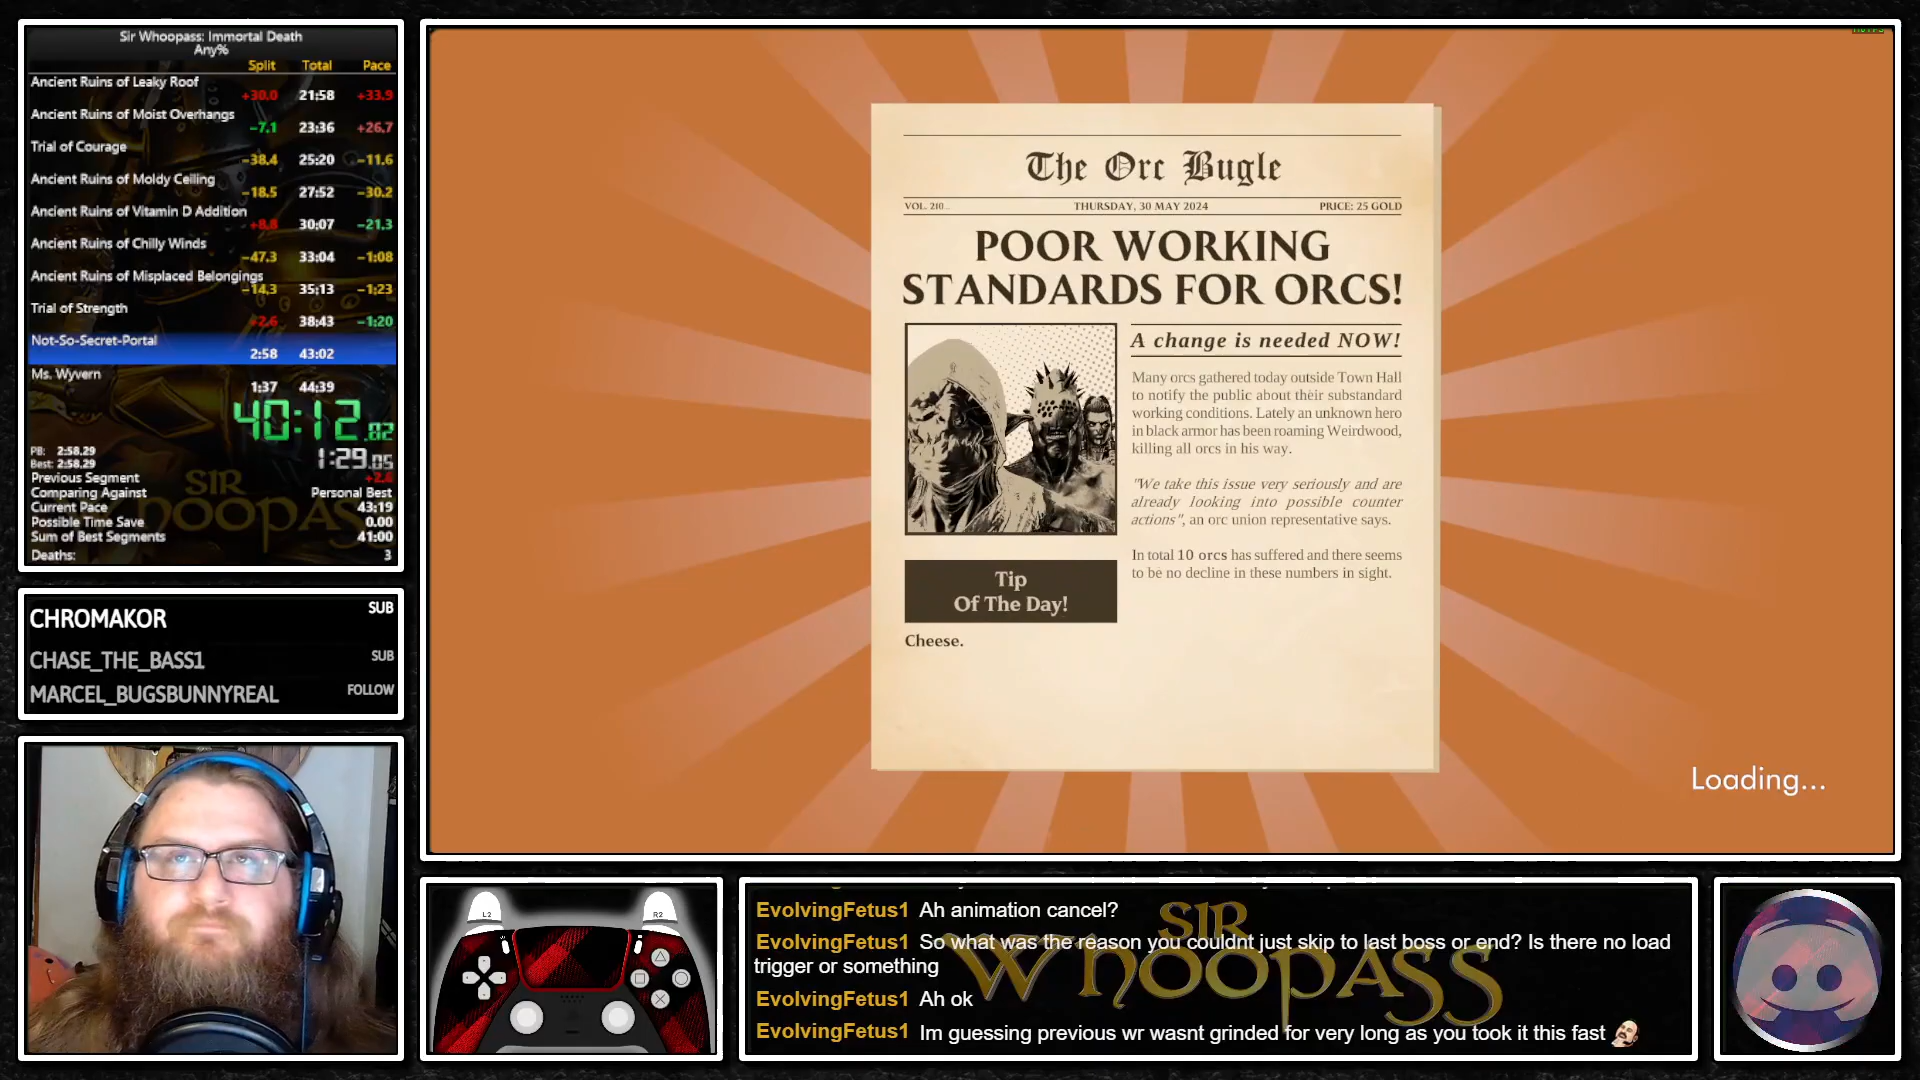 Sir Whoopass: Immortal Death
Any%
Split Total Pace
Ancient Ruins of Leaky Roof
+30.0 21:58 +33.9
Ancient Ruins of Moist Overhangs
-7.1 23:36 +26.7
Trial of Courage
-38.4 25:20 -11.6
Ancient Ruins of Moldy Ceiling
-18.5 27:52 -30.2
Ancient Ruins of Vitamin D Addition
+8.8 30:07 -21.3
Ancient Ruins of Chilly Winds
-47.3 33:04 -1:08
Ancient Ruins of Misplaced Belongings
-14.3 35:13 -1:23
Trial of Strength
+2.6 38:43 -1:20
Not-So-Secret-Portal
2:58 43:02
Ms. Wyvern
1:37 44:39
40:12.82
PB: 2:58.29
Best: 2:58.29
1:29.05
Previous Segment +2.6
Comparing Against Personal Best
Current Pace 43:19
Possible Time Save 0.00
Sum of Best Segments 41:00
Deaths: 3
CHROMAKOR SUB
CHASE_THE_BASS1 SUB
MARCEL_BUGSBUNNYREAL FOLLOW
The Orc Bugle
VOL. 210... THURSDAY, 30 MAY 2024 PRICE: 25 GOLD
POOR WORKING
STANDARDS FOR ORCS!
A change is needed NOW!
Many orcs gathered today outside Town Hall
to notify the public about their substandard
working conditions. Lately an unknown hero
in black armor has been roaming Weirdwood,
killing all orcs in his way.
"We take this issue very seriously and are
already looking into possible counter
actions", an orc union representative says.
In total 10 orcs has suffered and there seems
to be no decline in these numbers in sight.
Tip
Of The Day!
Cheese.
Loading...
L2 R2
EvolvingFetus1 Ah animation cancel?
EvolvingFetus1 So what was the reason you couldnt just skip to last boss or end? Is there no load
trigger or something
EvolvingFetus1 Ah ok
EvolvingFetus1 Im guessing previous wr wasnt grinded for very long as you took it this fast
SIR
WHOOPASS